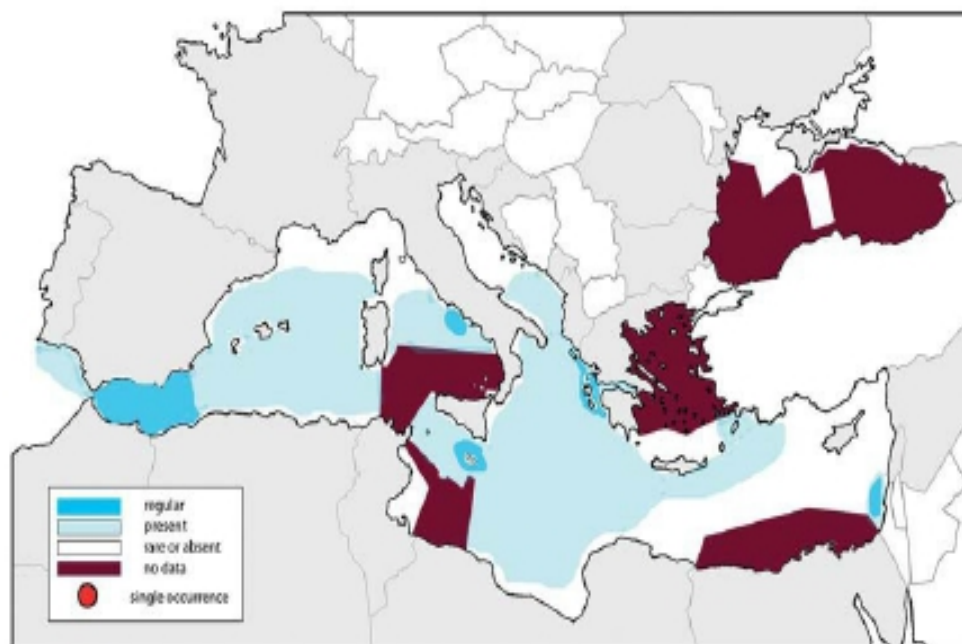 regular
present
rare or absent
no data
single occurrence